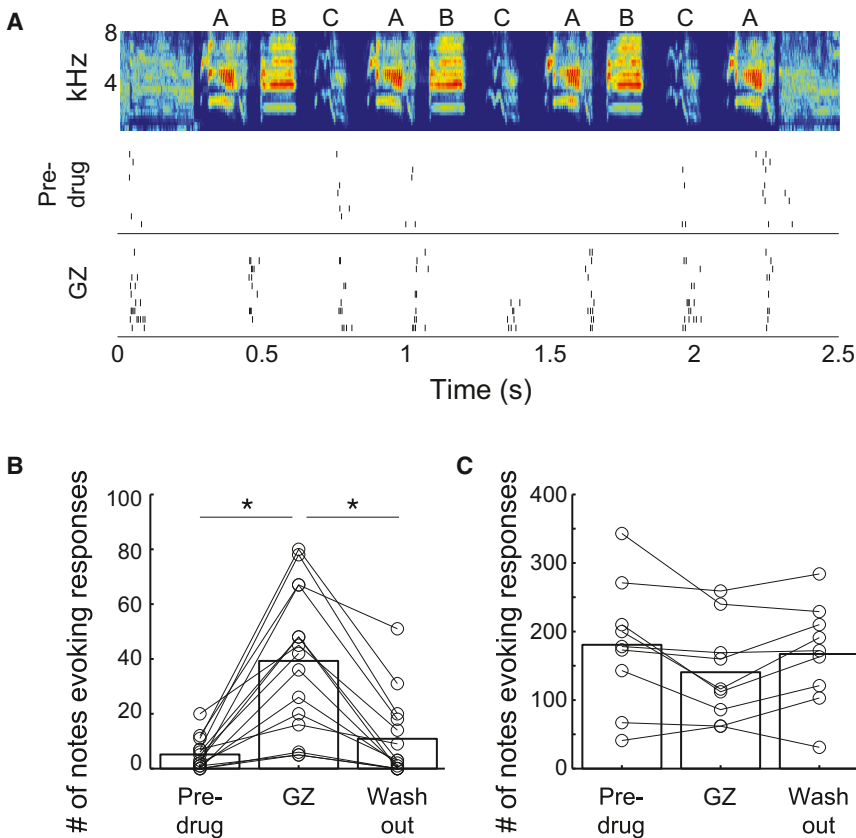 A
A B C A B C A B C A
8
4
kHz
Pre-
drug
GZ
0 0.5 1 1.5 2 2.5
Time (s)
B
# of notes evoking responses
100
80
60
40
20
0
* *
Pre-
drug
GZ
Wash
out
C
# of notes evoking responses
400
300
200
100
0
Pre-
drug
GZ
Wash
out